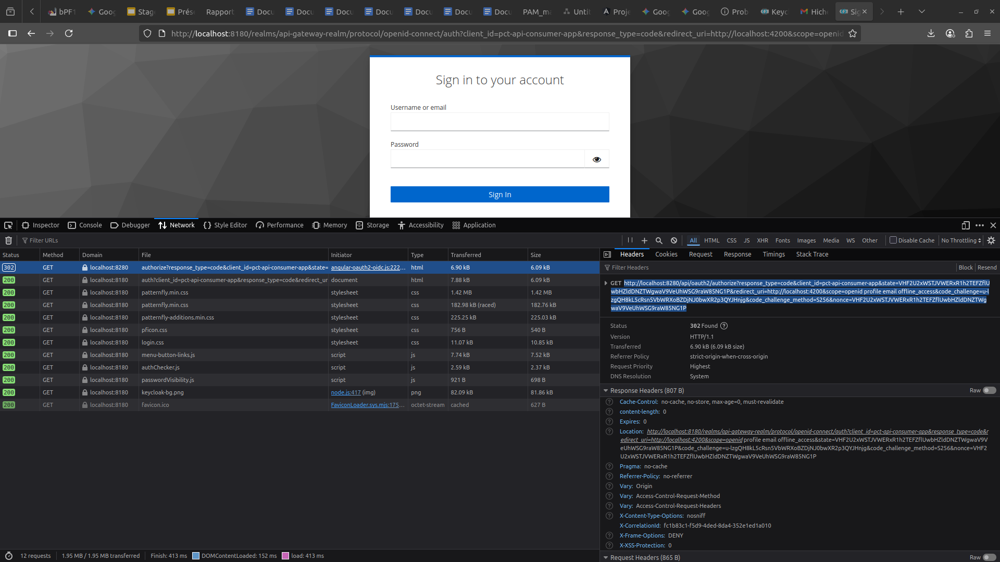 bPF1
Goog
Stage
Prése
Rapport
Docu
Docu
Docu
Docu
Docu
Docu
Docu
PAM_ma
Untit
Proje
Goog
Goog
Prob
Keyc
Hiche
Sig
http://localhost:8180/realms/api-gateway-realm/protocol/openid-connect/auth?client_id=pct-api-consumer-app&response_type=code&redirect_uri=http://localhost:4200&scope=openid
Sign in to your account
Username or email
Password
Sign In
Inspector Console Debugger Network Style Editor Performance Memory Storage Accessibility Application
Filter URLs
All HTML CSS JS XHR Fonts Images Media WS Other Disable Cache No Throttling
Status Method Domain File Initiator Type Transferred Size
302 GET localhost:8280 authorize?response_type=code&client_id=pct-api-consumer-app&state= angular-oauth2-oidc.js:222... html 6.90 kB 6.09 kB
200 GET localhost:8180 auth?client_id=pct-api-consumer-app&response_type=code&redirect_ur document html 7.88 kB 6.09 kB
200 GET localhost:8180 patternfly.min.css stylesheet css 1.42 MB 1.42 MB
200 GET localhost:8180 patternfly.min.css stylesheet css 182.98 kB (raced) 182.76 kB
200 GET localhost:8180 patternfly-additions.min.css stylesheet css 225.25 kB 225.03 kB
200 GET localhost:8180 pficon.css stylesheet css 756 B 540 B
200 GET localhost:8180 login.css stylesheet css 11.07 kB 10.85 kB
200 GET localhost:8180 menu-button-links.js script js 7.74 kB 7.52 kB
200 GET localhost:8180 authChecker.js script js 2.59 kB 2.37 kB
200 GET localhost:8180 passwordVisibility.js script js 921 B 698 B
200 GET localhost:8180 keycloak-bg.png node.js:417 (img) png 82.09 kB 81.86 kB
200 GET localhost:8180 favicon.ico FaviconLoader.sys.mjs:175... octet-stream cached 627 B
12 requests 1.95 MB / 1.95 MB transferred Finish: 413 ms DOMContentLoaded: 152 ms load: 413 ms
Headers Cookies Request Response Timings Stack Trace
Filter Headers Block Resend
GET http://localhost:8280/api/oauth2/authorize?response_type=code&client_id=pct-api-consumer-app&state=VHF2U2xWSTJVWERxR1h2TEFZflU
wbHZldDNZTWgwaV9VeUhWSG9raW85NG1P&redirect_uri=http://localhost:4200&scope=openid profile email offline_access&code_challenge=u-l
zgQH8kL5cRsn5VbWRXoBZDjNJ0bwXR2p3QYJHnjg&code_challenge_method=S256&nonce=VHF2U2xWSTJVWERxR1h2TEFZflUwbHZldDNZTWg
waV9VeUhWSG9raW85NG1P
Status 302 Found
Version HTTP/1.1
Transferred 6.90 kB (6.09 kB size)
Referrer Policy strict-origin-when-cross-origin
Request Priority Highest
DNS Resolution System
Response Headers (807 B) Raw
Cache-Control: no-cache, no-store, max-age=0, must-revalidate
content-length: 0
Expires: 0
Location: http://localhost:8180/realms/api-gateway-realm/protocol/openid-connect/auth?client_id=pct-api-consumer-app&response_type=code&r
edirect_uri=http://localhost:4200&scope=openid profile email offline_access&state=VHF2U2xWSTJVWERxR1h2TEFZflUwbHZldDNZTWgwaV9V
eUhWSG9raW85NG1P&code_challenge=u-lzgQH8kL5cRsn5VbWRXoBZDjNJ0bwXR2p3QYJHnjg&code_challenge_method=S256&nonce=VHF2
U2xWSTJVWERxR1h2TEFZflUwbHZldDNZTWgwaV9VeUhWSG9raW85NG1P
Pragma: no-cache
Referrer-Policy: no-referrer
Vary: Origin
Vary: Access-Control-Request-Method
Vary: Access-Control-Request-Headers
X-Content-Type-Options: nosniff
X-CorrelationId: fc1b83c1-f5d9-4ded-8da4-352e1ed1a010
X-Frame-Options: DENY
X-XSS-Protection: 0
Request Headers (865 B) Raw